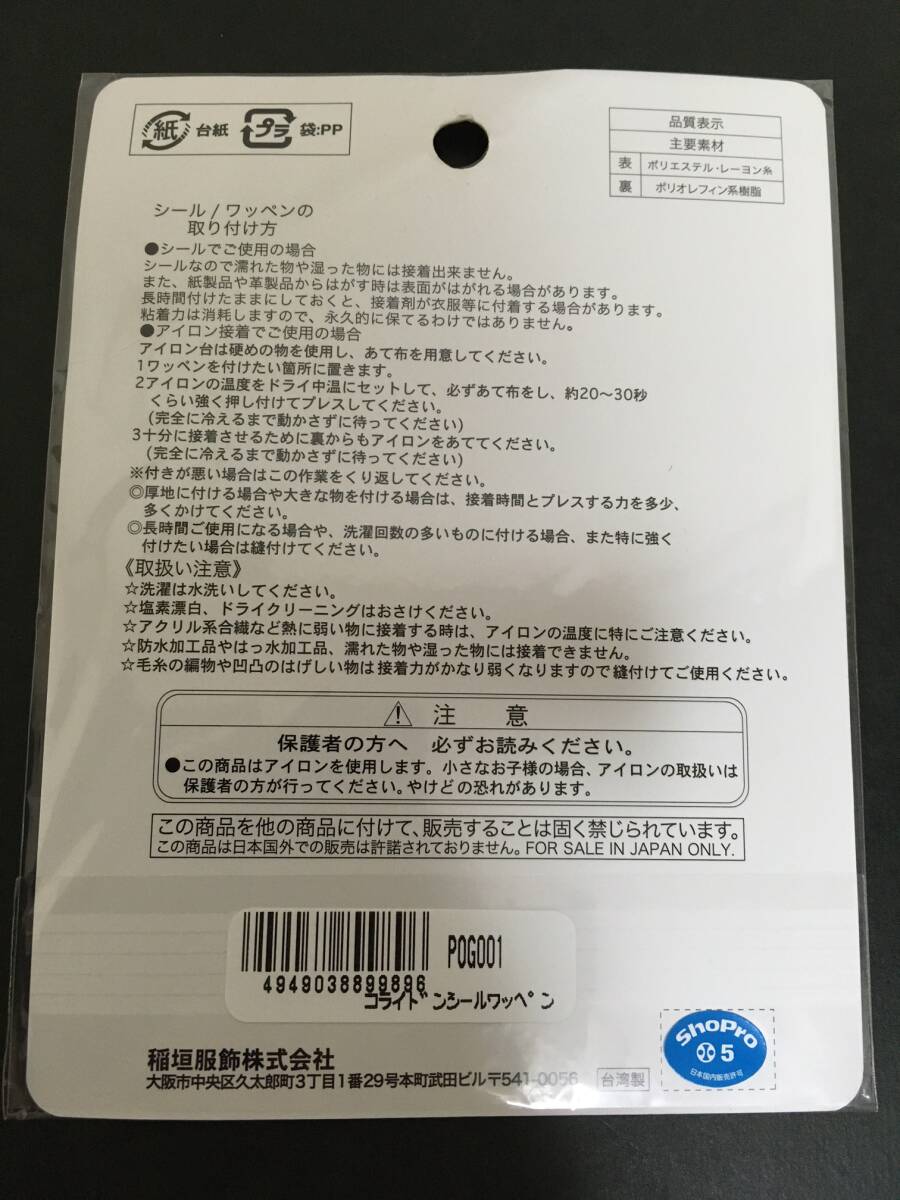 紙 台紙 プラ 袋:PP
品質表示
主要素材
表 ポリエステル・レーヨン糸
裏 ポリオレフィン系樹脂
シール / ワッペンの
取り付け方
●シールでご使用の場合
シールなので濡れた物や湿った物には接着出来ません。
また、紙製品や革製品からはがす時は表面がはがれる場合があります。
長時間付けたままにしておくと、接着剤が衣服等に付着する場合があります。
粘着力は消耗しますので、永久的に保てるわけではありません。
●アイロン接着でご使用の場合
アイロン台は硬めの物を使用し、あて布を用意してください。
1ワッペンを付けたい箇所に置きます。
2アイロンの温度をドライ中温にセットして、必ずあて布をし、約20〜30秒
くらい強く押し付けてプレスしてください。
(完全に冷えるまで動かさずに待ってください)
3十分に接着させるために裏からもアイロンをあててください。
(完全に冷えるまで動かさずに待ってください)
※付きが悪い場合はこの作業をくり返してください。
◎厚地に付ける場合や大きな物を付ける場合は、接着時間とプレスする力を多少、
多くかけてください。
◎長時間ご使用になる場合や、洗濯回数の多いものに付ける場合、また特に強く
付けたい場合は縫付けてください。
《取扱い注意》
☆洗濯は水洗いしてください。
☆塩素漂白、ドライクリーニングはおさけください。
☆アクリル系合繊など熱に弱い物に接着する時は、アイロンの温度に特にご注意ください。
☆防水加工品やはっ水加工品、濡れた物や湿った物には接着できません。
☆毛糸の編物や凹凸のはげしい物は接着力がかなり弱くなりますので縫付けてご使用ください。
⚠ 注 意
保護者の方へ 必ずお読みください。
●この商品はアイロンを使用します。小さなお子様の場合、アイロンの取扱いは
保護者の方が行ってください。やけどの恐れがあります。
この商品を他の商品に付けて、販売することは固く禁じられています。
この商品は日本国外での販売は許諾されておりません。FOR SALE IN JAPAN ONLY.
POG001
4949038899896
コライドンシールワッペン
稲垣服飾株式会社
大阪市中央区久太郎町3丁目1番29号本町武田ビル〒541-0056
台湾製
ShoPro
5
日本国内販売許可